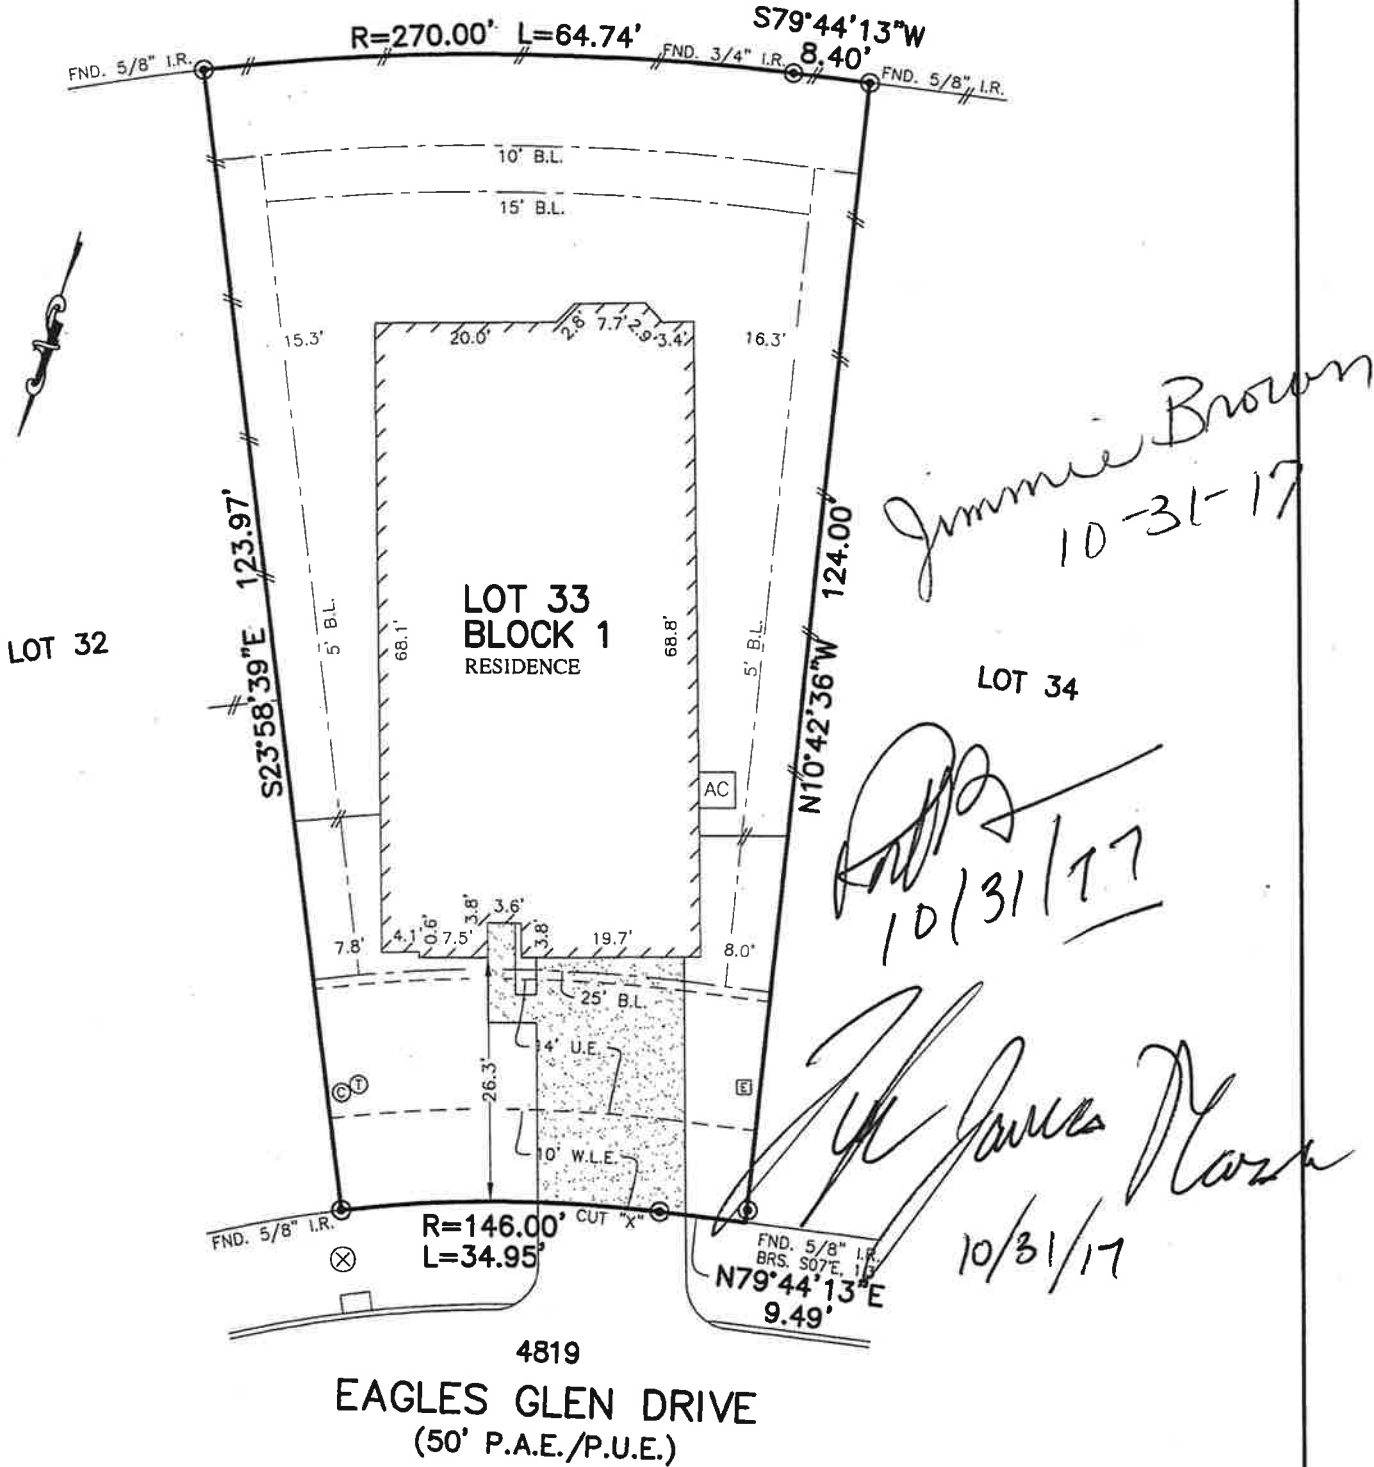 R=270.00' L=64.74'
S79°44'13"W
8.40'
FND. 5/8" I.R.
FND. 3/4" I.R.
FND. 5/8" I.R.
10' B.L.
15' B.L.
15.3'
20.0'
2.8'
7.7'
2.9'
3.4'
16.3'
Jimmie Brown
10-31-17
S23°58'39"E 123.97'
N10°42'36"W 124.00'
5' B.L.
68.1'
LOT 33
BLOCK 1
RESIDENCE
68.8'
5' B.L.
LOT 32
LOT 34
AC
10/31/17
7.8'
4.1'
0.6'
7.5'
3.8'
3.6'
3.8'
19.7'
8.0'
25' B.L.
14' U.E.
26.3'
C
T
E
10' W.L.E.
James
10/31/17
FND. 5/8" I.R.
R=146.00'
L=34.95'
CUT "X"
FND. 5/8" I.R.
BRS. S07°E,
N79°44'13"E
9.49'
4819
EAGLES GLEN DRIVE
(50' P.A.E./P.U.E.)